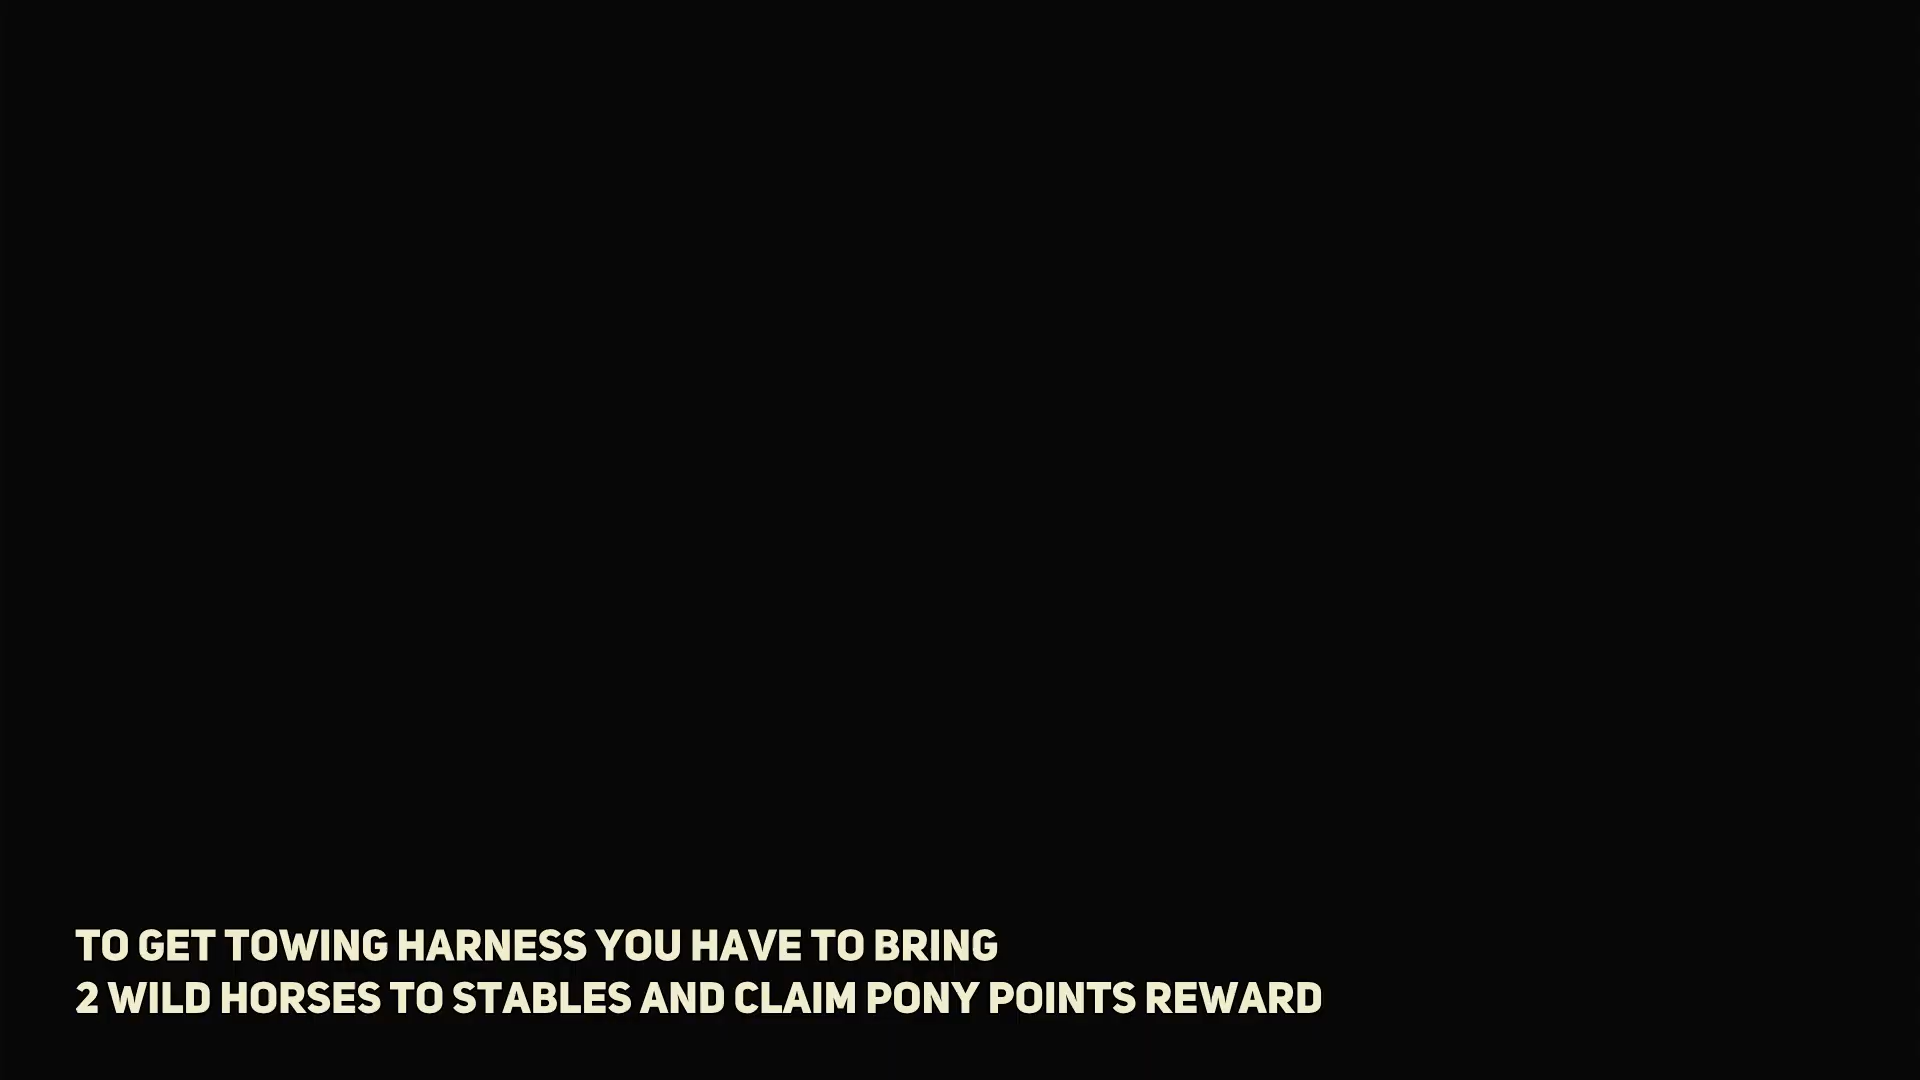 TO GET TOWING HARNESS YOU HAVE TO BRING
2 WILD HORSES TO STABLES AND CLAIM PONY POINTS REWARD